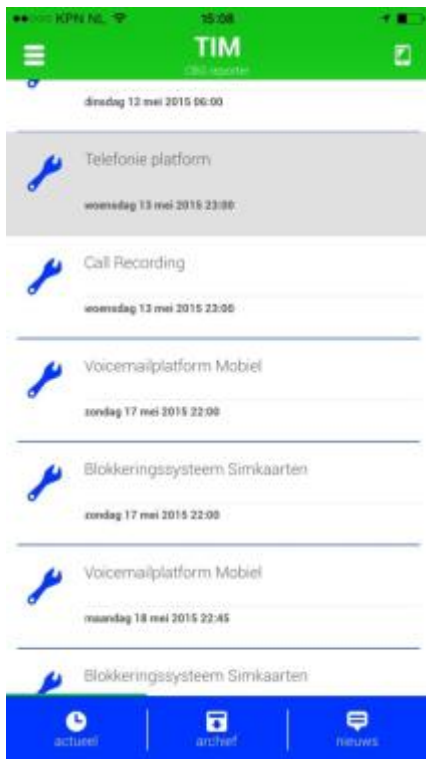 KPN NL 15:08
TIM
CBG reporter
dinsdag 12 mei 2015 06:00
Telefonie platform
woensdag 13 mei 2015 23:00
Call Recording
woensdag 13 mei 2015 23:00
Voicemailplatform Mobiel
zondag 17 mei 2015 22:00
Blokkeringssysteem Simkaarten
zondag 17 mei 2015 22:00
Voicemailplatform Mobiel
maandag 18 mei 2015 22:45
Blokkeringssysteem Simkaarten
actueel archief nieuws